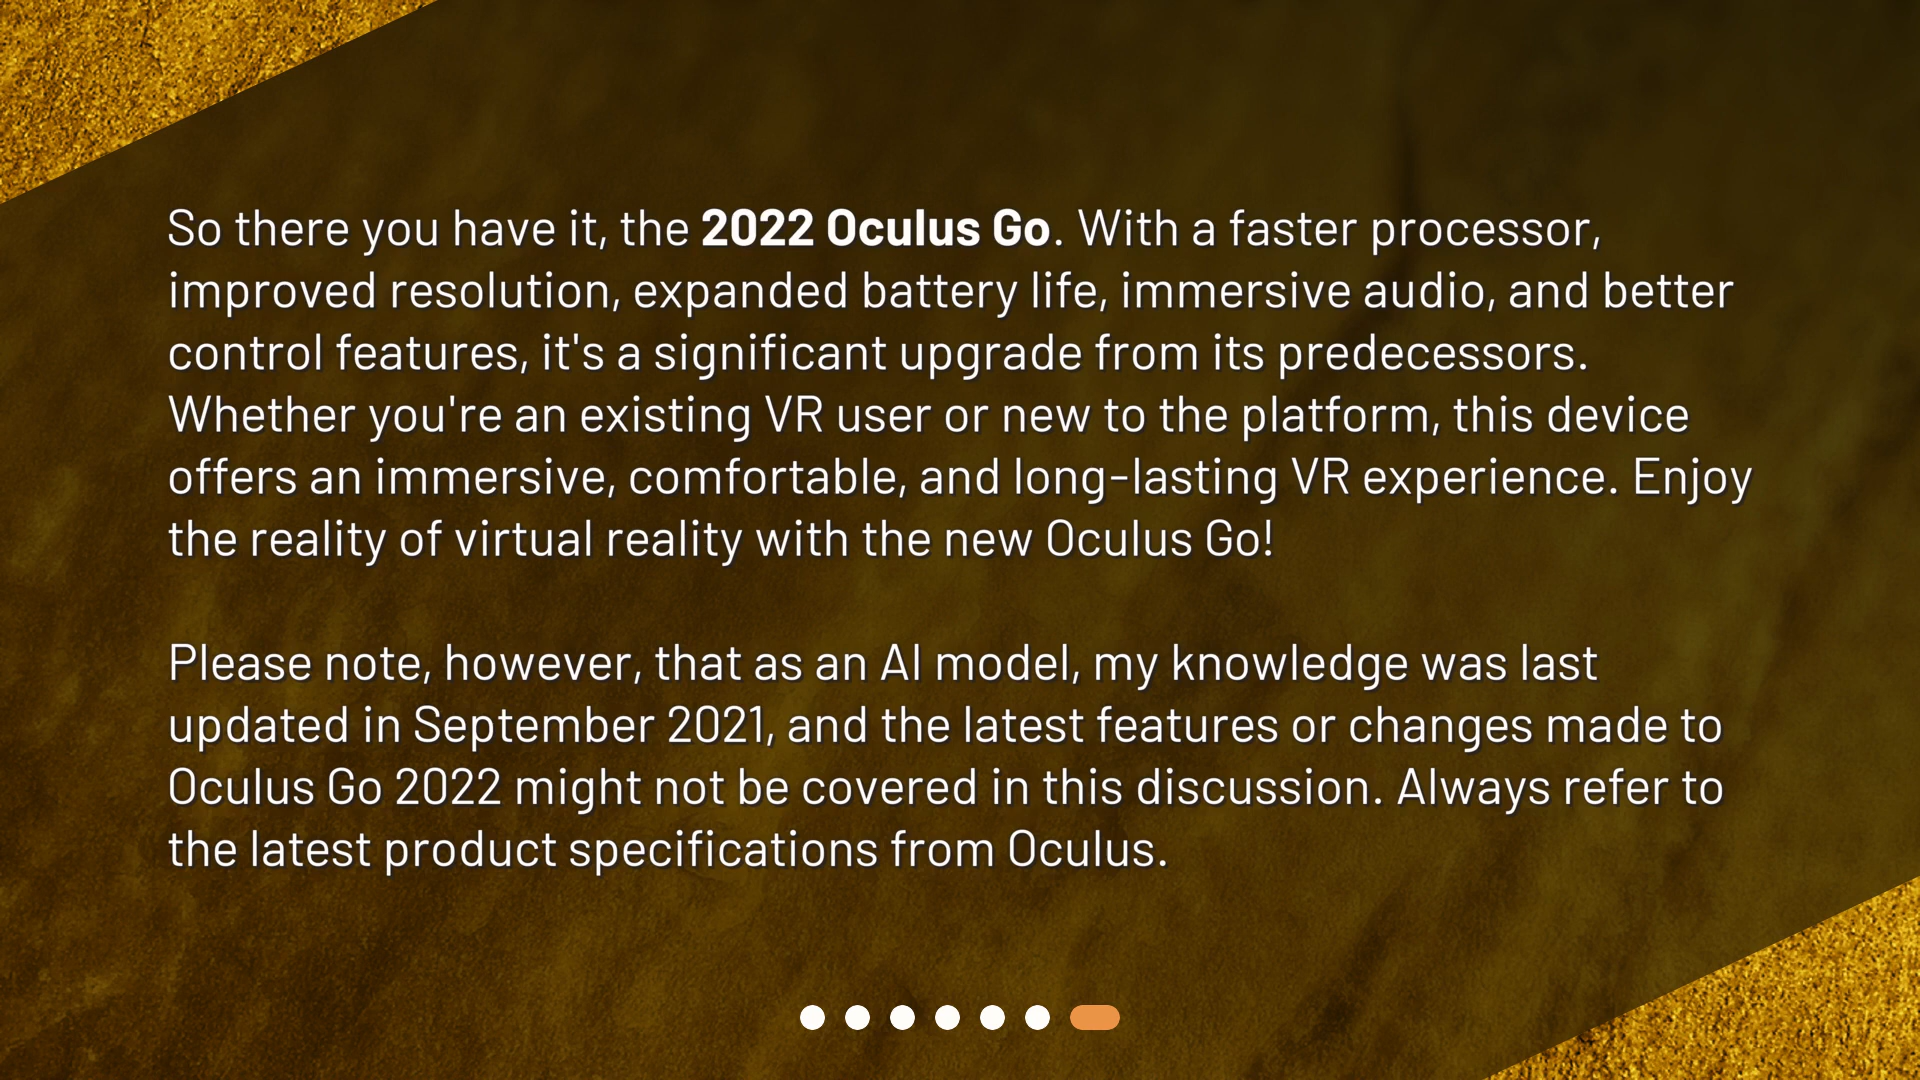 So there you have it, the 2022 Oculus Go. With a faster processor,
improved resolution, expanded battery life, immersive audio, and better
control features, it's a significant upgrade from its predecessors.
Whether you're an existing VR user or new to the platform, this device
offers an immersive, comfortable, and long-lasting VR experience. Enjoy
the reality of virtual reality with the new Oculus Go!
Please note, however, that as an AI model, my knowledge was last
updated in September 2021, and the latest features or changes made to
Oculus Go 2022 might not be covered in this discussion. Always refer to
the latest product specifications from Oculus.